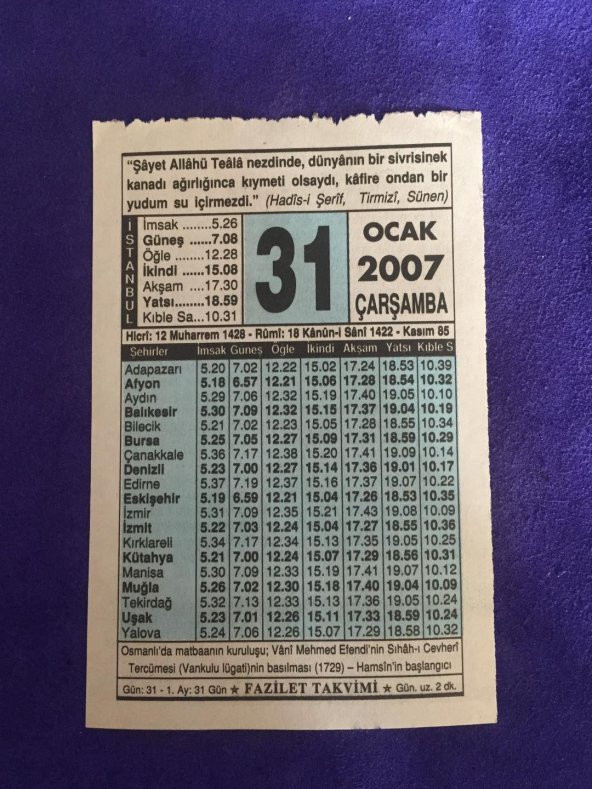 “Şâyet Allâhü Teâlâ nezdinde, dünyânın bir sivrisinek
kanadı ağırlığınca kıymeti olsaydı, kâfire ondan bir
yudum su içirmezdi.” (Hadîs-i Şerîf, Tirmizî, Sünen)
İSTANBUL
İmsak ........5.26
Güneş ......7.08
Öğle .......12.28
İkindi ......15.08
Akşam ....17.30
Yatsı........18.59
Kıble Sa...10.31
31
OCAK
2007
ÇARŞAMBA
Hicrî: 12 Muharrem 1428 - Rûmî: 18 Kânûn-i Sânî 1422 - Kasım 85
Şehirler İmsak Güneş Öğle İkindi Akşam Yatsı Kıble S
Adapazarı 5.20 7.02 12.22 15.02 17.24 18.53 10.39
Afyon 5.18 6.57 12.21 15.06 17.28 18.54 10.32
Aydın 5.29 7.06 12.32 15.19 17.40 19.05 10.10
Balıkesir 5.30 7.09 12.32 15.15 17.37 19.04 10.19
Bilecik 5.21 7.02 12.23 15.05 17.28 18.55 10.34
Bursa 5.25 7.05 12.27 15.09 17.31 18.59 10.29
Çanakkale 5.36 7.17 12.38 15.20 17.41 19.09 10.14
Denizli 5.23 7.00 12.27 15.14 17.36 19.01 10.17
Edirne 5.37 7.19 12.37 15.16 17.37 19.07 10.22
Eskişehir 5.19 6.59 12.21 15.04 17.26 18.53 10.35
İzmir 5.31 7.09 12.35 15.21 17.43 19.08 10.09
İzmit 5.22 7.03 12.24 15.04 17.27 18.55 10.36
Kırklareli 5.34 7.17 12.34 15.13 17.35 19.05 10.25
Kütahya 5.21 7.00 12.24 15.07 17.29 18.56 10.31
Manisa 5.30 7.09 12.33 15.19 17.41 19.07 10.12
Muğla 5.26 7.02 12.30 15.18 17.40 19.04 10.09
Tekirdağ 5.32 7.13 12.33 15.13 17.36 19.05 10.24
Uşak 5.23 7.01 12.26 15.11 17.33 18.59 10.24
Yalova 5.24 7.06 12.26 15.07 17.29 18.58 10.32
Osmanlı'da matbaanın kuruluşu; Vânî Mehmed Efendi'nin Sıhâh-ı Cevherî
Tercümesi (Vankulu lügati)nin basılması (1729) – Hamsîn'in başlangıcı
Gün: 31 - 1. Ay: 31 Gün ★ FAZİLET TAKVİMİ ★ Gün. uz. 2 dk.